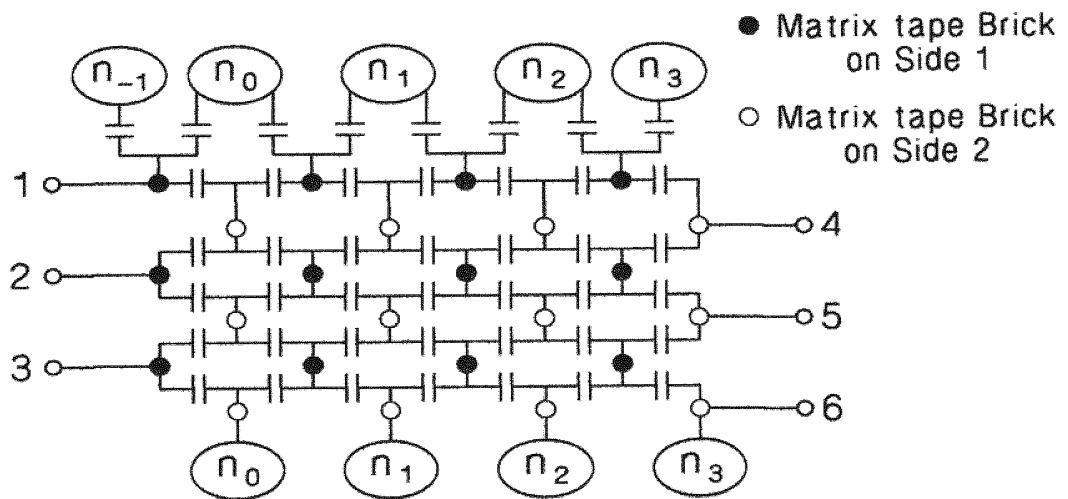 n₋₁ n₀ n₁ n₂ n₃
● Matrix tape Brick
on Side 1
○ Matrix tape Brick
on Side 2
1
4
2
5
3
6
n₀ n₁ n₂ n₃